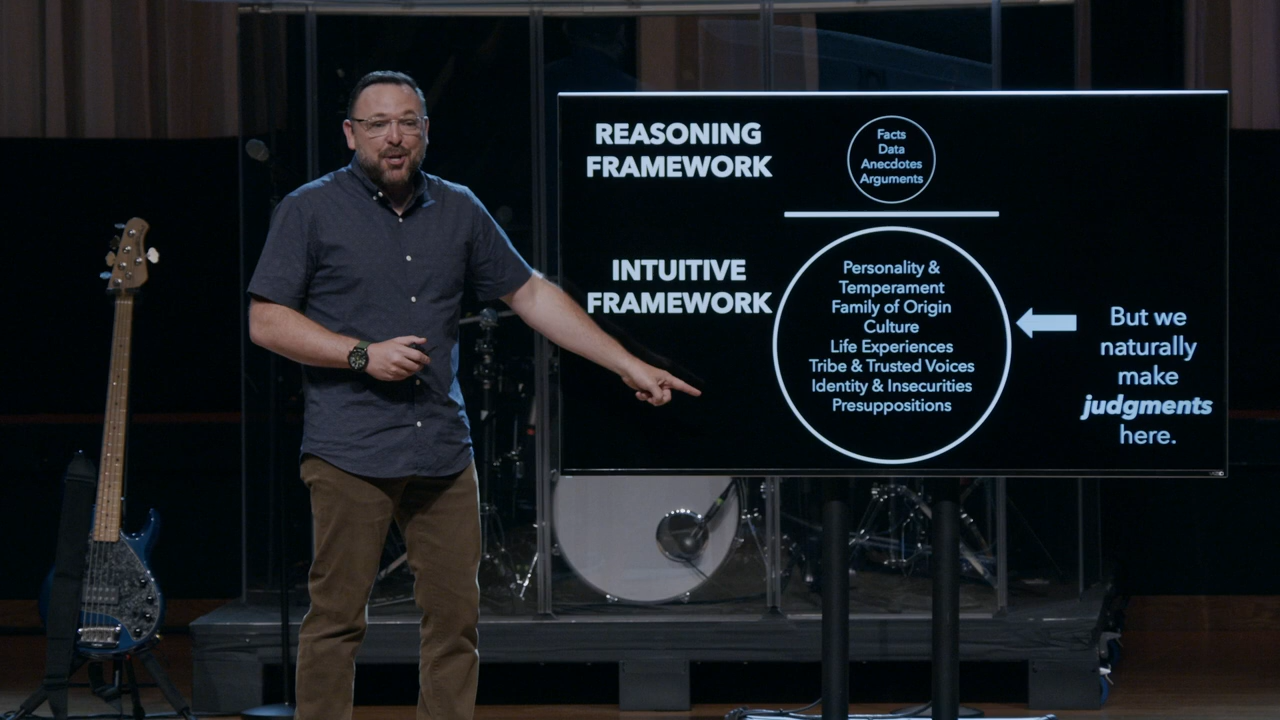 REASONING
FRAMEWORK
Facts
Data
Anecdotes
Arguments
INTUITIVE
FRAMEWORK
Personality &
Temperament
Family of Origin
Culture
Life Experiences
Tribe & Trusted Voices
Identity & Insecurities
Presuppositions
But we
naturally
make
judgments
here.
VIZIO